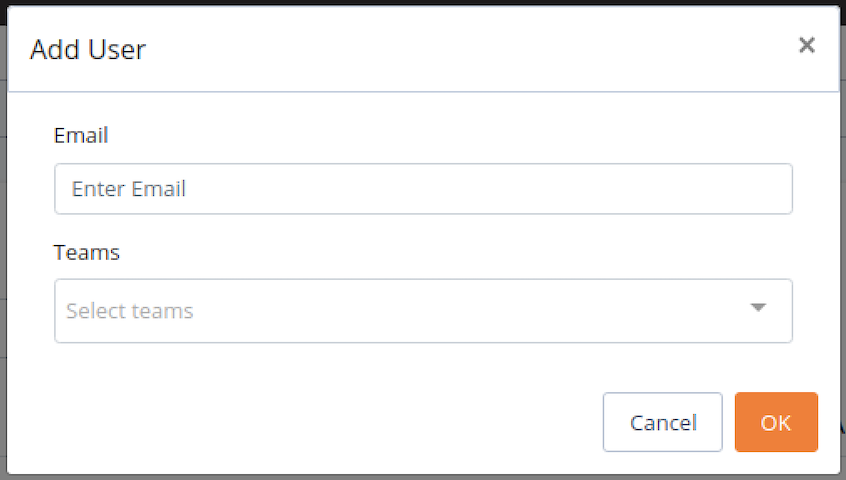 Add User
×
Email
Enter Email
Teams
Select teams
Cancel
OK